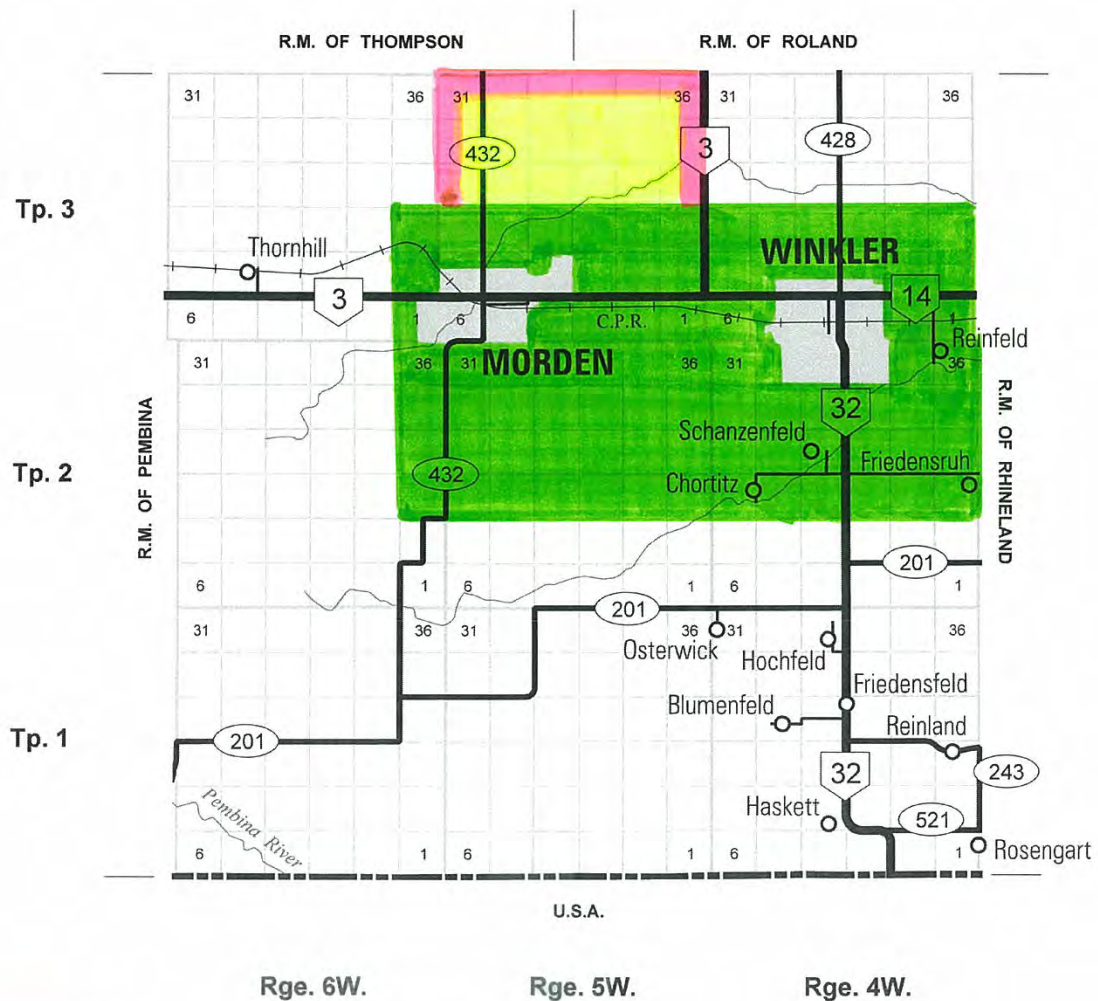 R.M. OF THOMPSON R.M. OF ROLAND
31 36 31 36 31 36
432 3 428
Tp. 3
Thornhill WINKLER
3 14
6 1 6 C.P.R. 1 6 1
Reinfeld
31 36 31 MORDEN 36 31 36
32
R.M. OF PEMBINA
R.M. OF RHINELAND
Schanzenfeld
Tp. 2 432 Chortitz Friedensruh
201
6 1 6 1 6 1
201
31 36 31 Osterwick 36 31 36
Hochfeld
Friedensfeld
Blumenfeld
Reinland
Tp. 1 201
32 243
Pembina River
Haskett 521
6 1 6 1 6 1 Rosengart
U.S.A.
Rge. 6W. Rge. 5W. Rge. 4W.